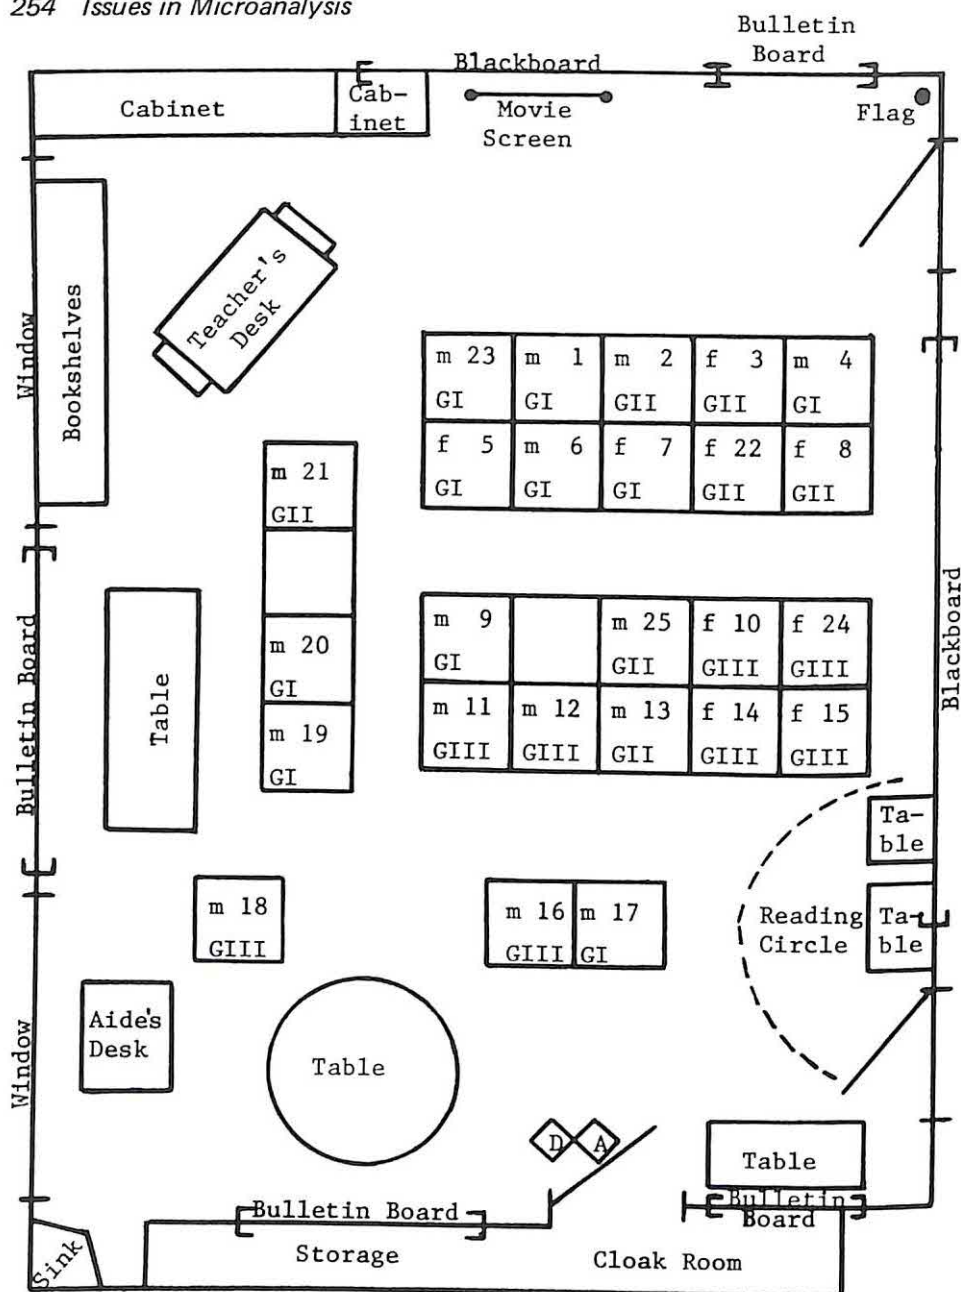 254 Issues in Microanalysis
Bulletin
Board
Blackboard
Cabinet
Cab-
inet
Movie
Screen
Flag
Window
Bookshelves
Teacher's
Desk
m 23 m 1 m 2 f 3 m 4
GI GI GII GII GI
f 5 m 6 f 7 f 22 f 8
GI GI GI GII GII
m 21
GII
m 20
GI
m 19
GI
m 9 m 25 f 10 f 24
GI GII GIII GIII
m 11 m 12 m 13 f 14 f 15
GIII GIII GII GIII GIII
Blackboard
Bulletin Board
Table
Ta-
ble
m 18
GIII
m 16 m 17
GIII GI
Reading
Circle
Ta-
ble
Window
Aide's
Desk
Table
D A
Table
Bulletin
Board
Bulletin Board
Storage
Cloak Room
Sink